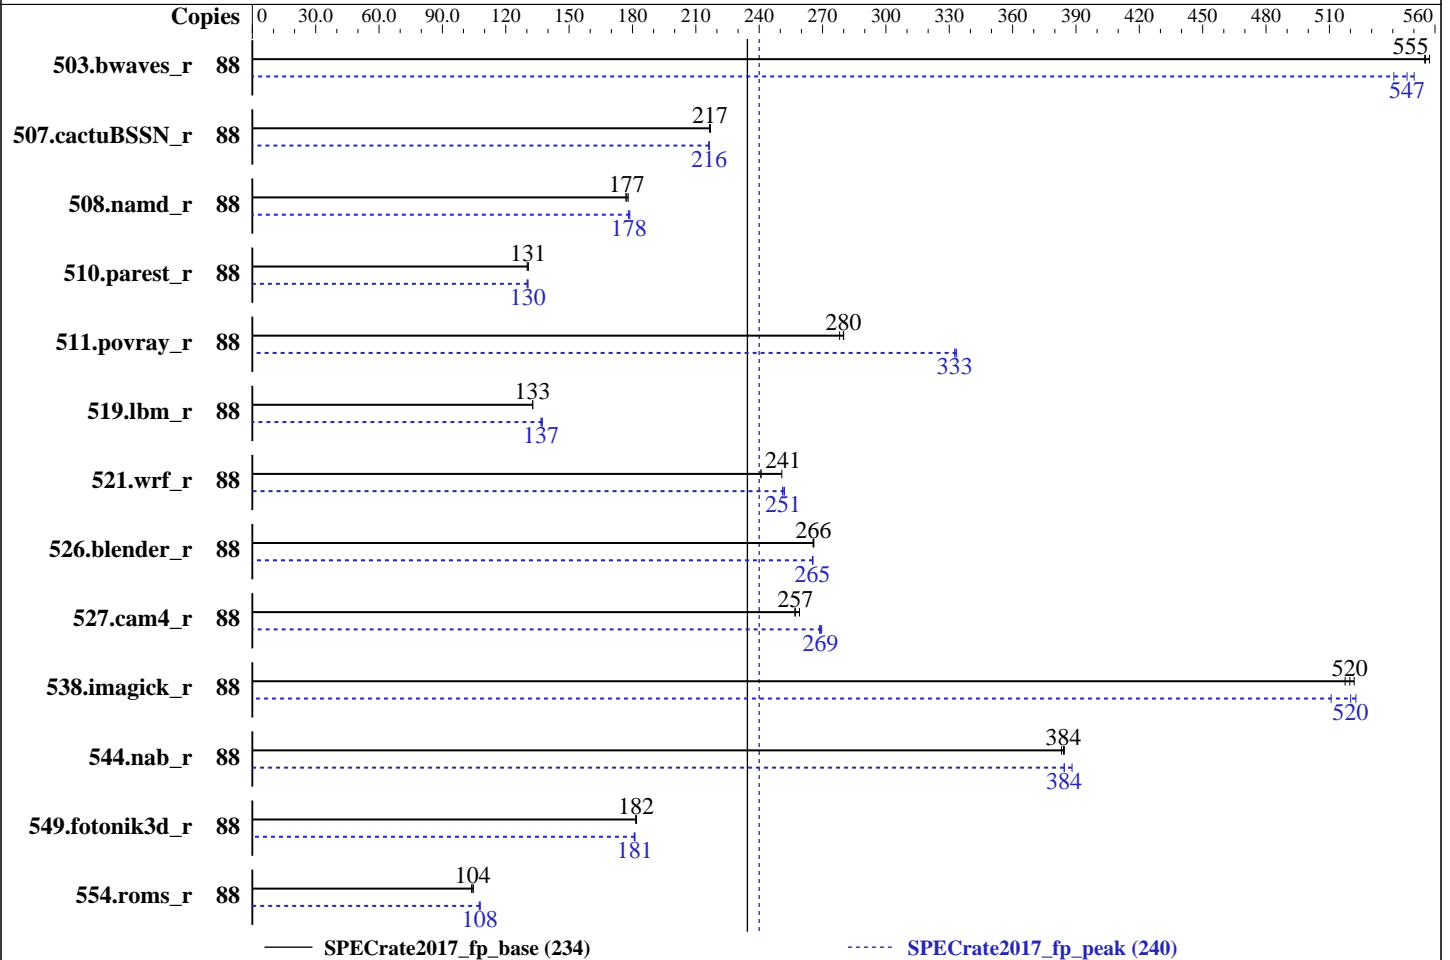 Copies 0 30.0 60.0 90.0 120 150 180 210 240 270 300 330 360 390 420 450 480 510 560
503.bwaves_r 88 555
547
507.cactuBSSN_r 88 217
216
508.namd_r 88 177
178
510.parest_r 88 131
130
511.povray_r 88 280
333
519.lbm_r 88 133
137
521.wrf_r 88 241
251
526.blender_r 88 266
265
527.cam4_r 88 257
269
538.imagick_r 88 520
520
544.nab_r 88 384
384
549.fotonik3d_r 88 182
181
554.roms_r 88 104
108
SPECrate2017_fp_base (234) SPECrate2017_fp_peak (240)